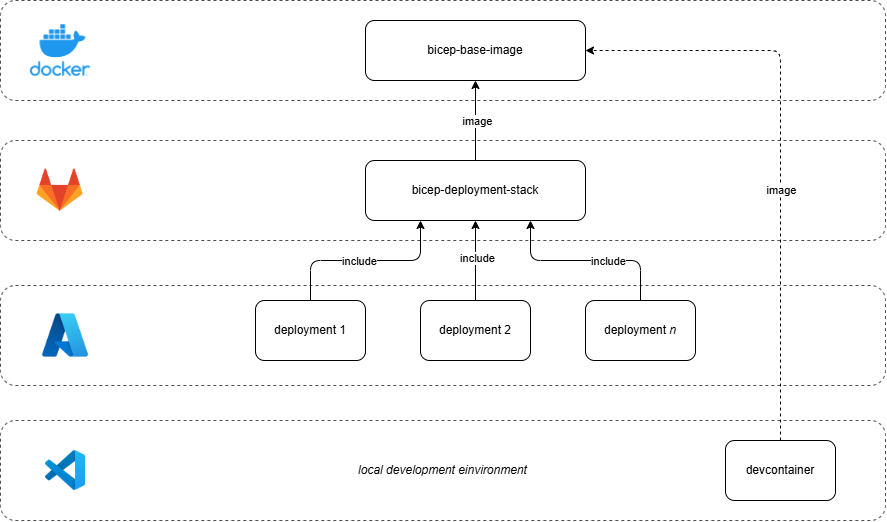 docker
bicep-base-image
image
bicep-deployment-stack
image
include
include
include
deployment 1
deployment 2
deployment n
local development einvironment
devcontainer